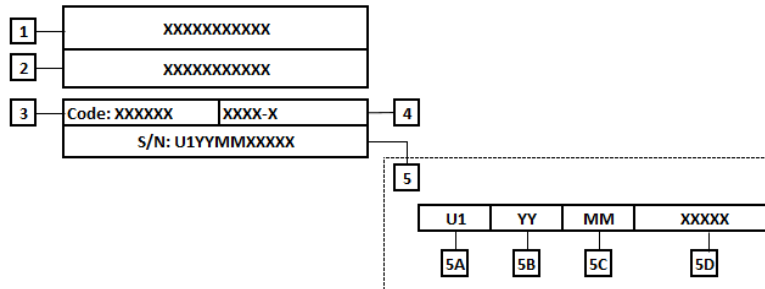 1 XXXXXXXXXXX
2 XXXXXXXXXXX
3 Code: XXXXXX XXXX-X 4
S/N: U1YYMMXXXXX
5
U1 YY MM XXXXX
5A 5B 5C 5D